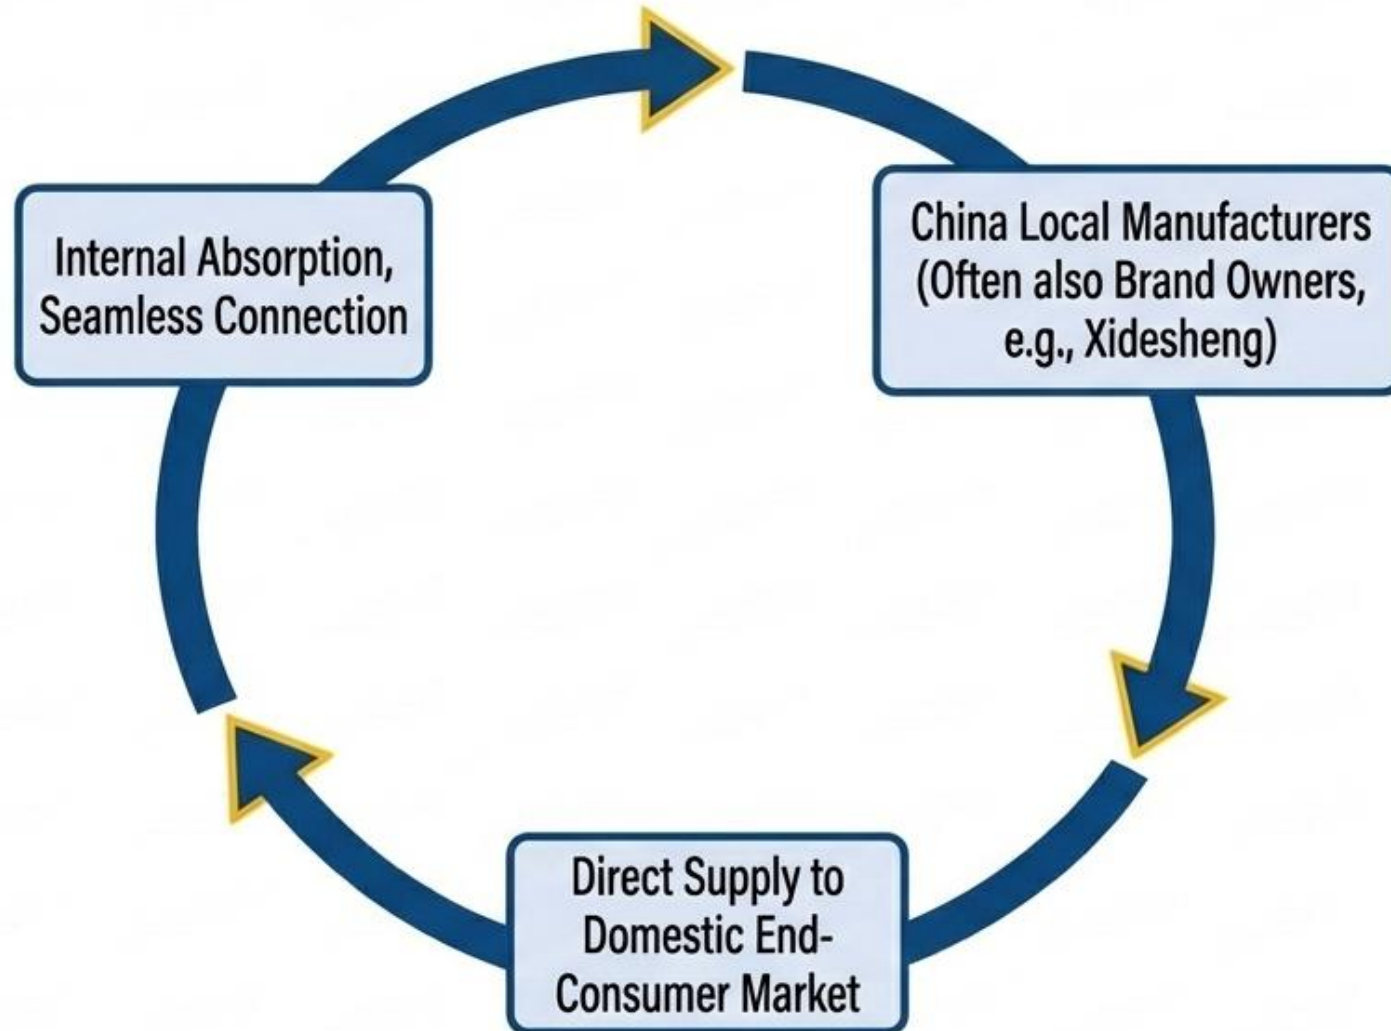 Internal Absorption,
Seamless Connection
China Local Manufacturers
(Often also Brand Owners,
e.g., Xidesheng)
Direct Supply to
Domestic End-
Consumer Market